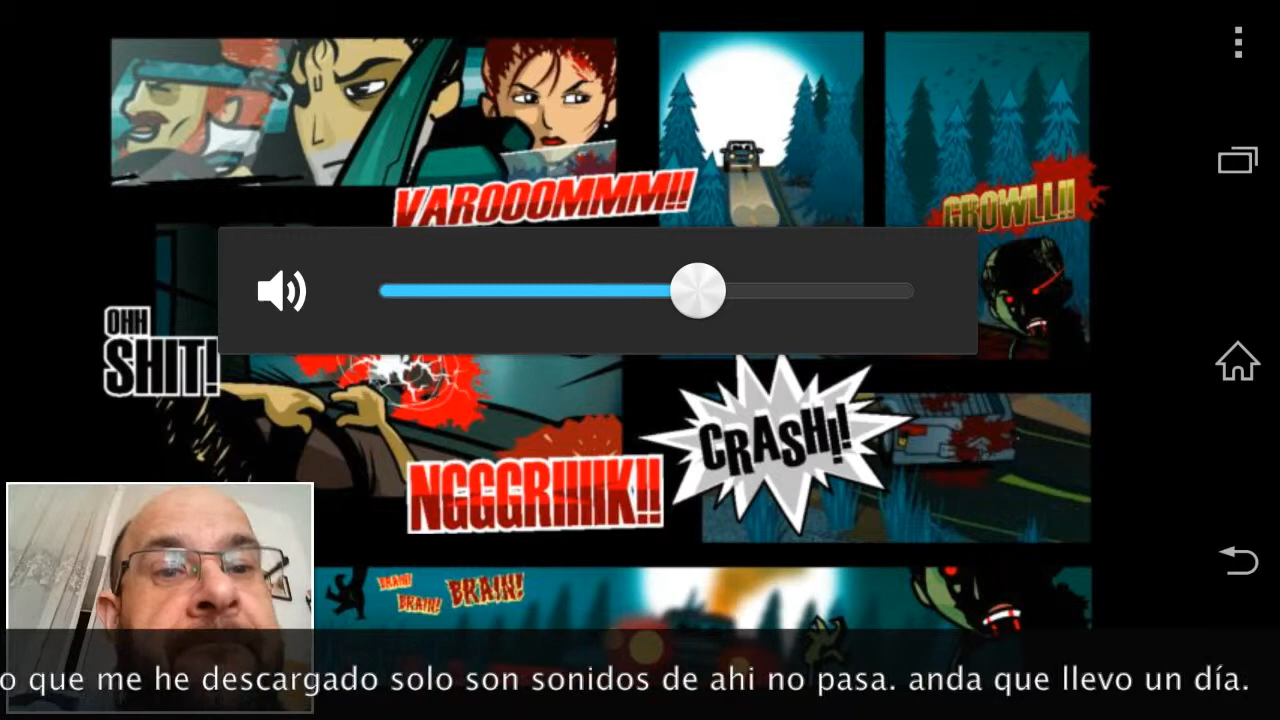 VAROOOMMM!!
GROWLL!!
OHH
SHIT!
CRASH!!
NGGGRIIIIK!!
BRAIN!
BRAIN!
BRAIN!
o que me he descargado solo son sonidos de ahi no pasa. anda que llevo un día.